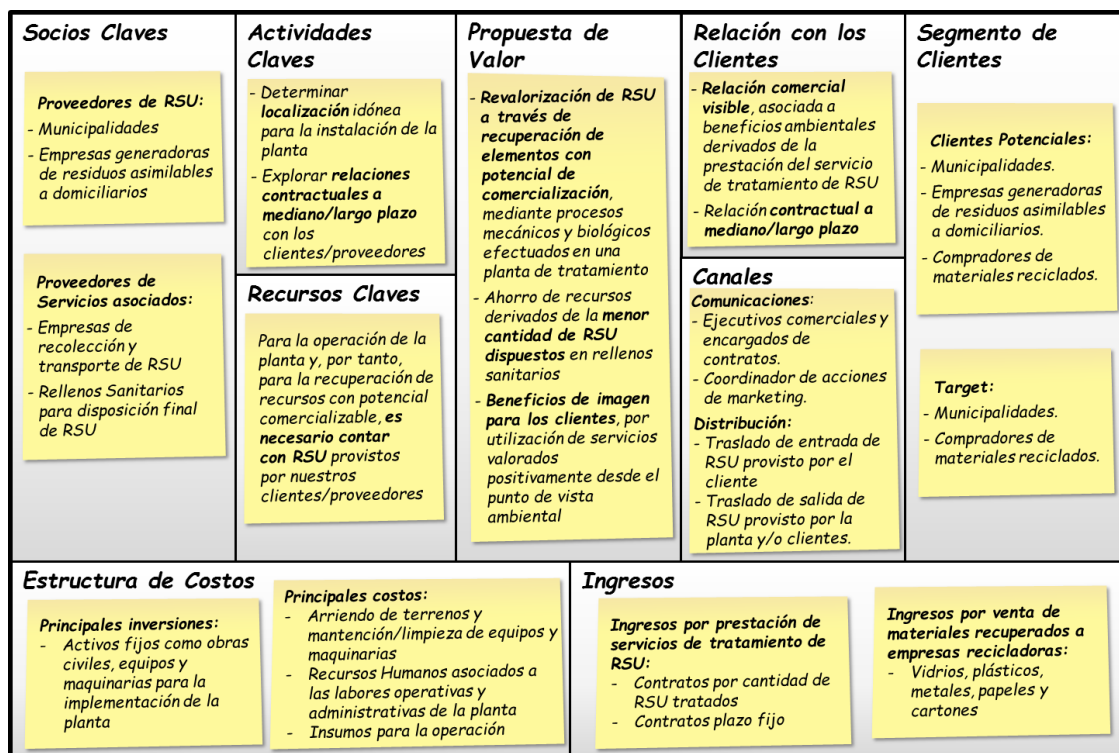 Socios Claves
Proveedores de RSU:
- Municipalidades
- Empresas generadoras
de residuos asimilables
a domiciliarios
Proveedores de
Servicios asociados:
- Empresas de
recolección y
transporte de RSU
- Rellenos Sanitarios
para disposición final
de RSU
Actividades
Claves
- Determinar
localización idónea
para la instalación de la
planta
- Explorar relaciones
contractuales a
mediano/largo plazo
con los
clientes/proveedores
Recursos Claves
Para la operación de la
planta y, por tanto,
para la recuperación de
recursos con potencial
comercializable, es
necesario contar
con RSU provistos
por nuestros
clientes/proveedores
Propuesta de
Valor
- Revalorización de RSU
a través de
recuperación de
elementos con
potencial de
comercialización,
mediante procesos
mecánicos y biológicos
efectuados en una
planta de tratamiento
- Ahorro de recursos
derivados de la menor
cantidad de RSU
dispuestos en rellenos
sanitarios
- Beneficios de imagen
para los clientes, por
utilización de servicios
valorados
positivamente desde el
punto de vista
ambiental
Relación con los
Clientes
- Relación comercial
visible, asociada a
beneficios ambientales
derivados de la
prestación del servicio
de tratamiento de RSU
- Relación contractual a
mediano/largo plazo
Canales
Comunicaciones:
- Ejecutivos comerciales y
encargados de
contratos.
- Coordinador de acciones
de marketing.
Distribución:
- Traslado de entrada de
RSU provisto por el
cliente
- Traslado de salida de
RSU provisto por la
planta y/o clientes.
Segmento de
Clientes
Clientes Potenciales:
- Municipalidades.
- Empresas generadoras
de residuos asimilables
a domiciliarios.
- Compradores de
materiales reciclados.
Target:
- Municipalidades.
- Compradores de
materiales reciclados.
Estructura de Costos
Principales inversiones:
- Activos fijos como obras
civiles, equipos y
maquinarias para la
implementación de la
planta
Principales costos:
- Arriendo de terrenos y
mantención/limpieza de equipos y
maquinarias
- Recursos Humanos asociados a
las labores operativas y
administrativas de la planta
- Insumos para la operación
Ingresos
Ingresos por prestación de
servicios de tratamiento de
RSU:
- Contratos por cantidad de
RSU tratados
- Contratos plazo fijo
Ingresos por venta de
materiales recuperados a
empresas recicladoras:
- Vidrios, plásticos,
metales, papeles y
cartones